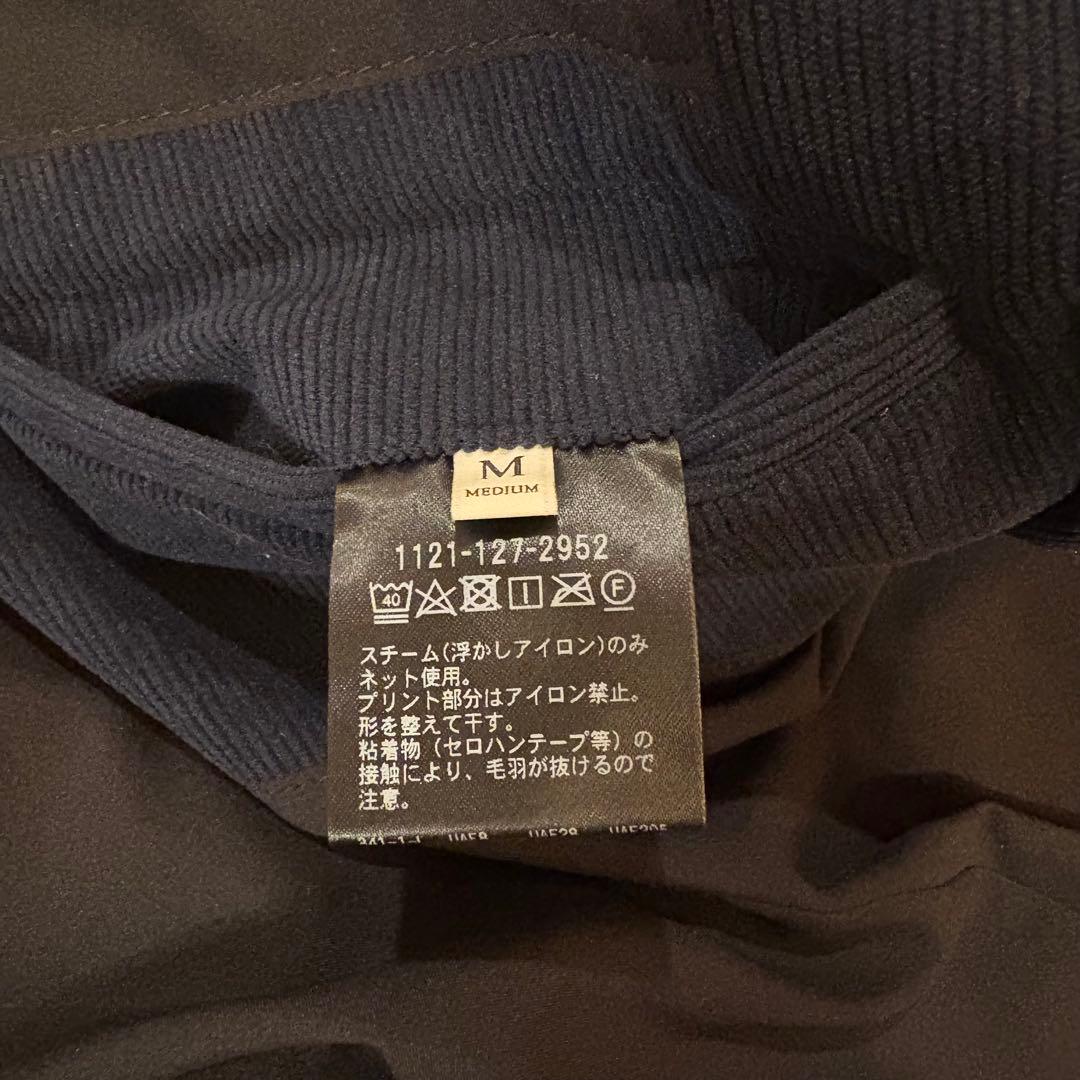 M
MEDIUM
1121-127-2952
40 F
スチーム(浮かしアイロン)のみ
ネット使用。
プリント部分はアイロン禁止。
形を整えて干す。
粘着物（セロハンテープ等）の
接触により、毛羽が抜けるので
注意。